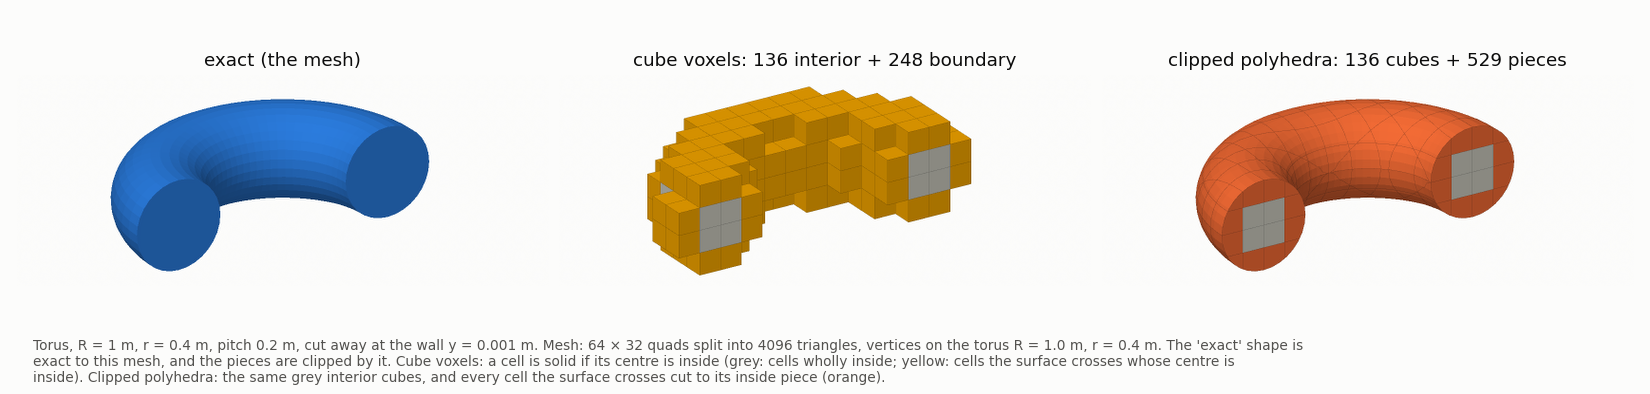 exact (the mesh)
cube voxels: 136 interior + 248 boundary
clipped polyhedra: 136 cubes + 529 pieces
Torus, R = 1 m, r = 0.4 m, pitch 0.2 m, cut away at the wall y = 0.001 m. Mesh: 64 × 32 quads split into 4096 triangles, vertices on the torus R = 1.0 m, r = 0.4 m. The 'exact' shape is
exact to this mesh, and the pieces are clipped by it. Cube voxels: a cell is solid if its centre is inside (grey: cells wholly inside; yellow: cells the surface crosses whose centre is
inside). Clipped polyhedra: the same grey interior cubes, and every cell the surface crosses cut to its inside piece (orange).